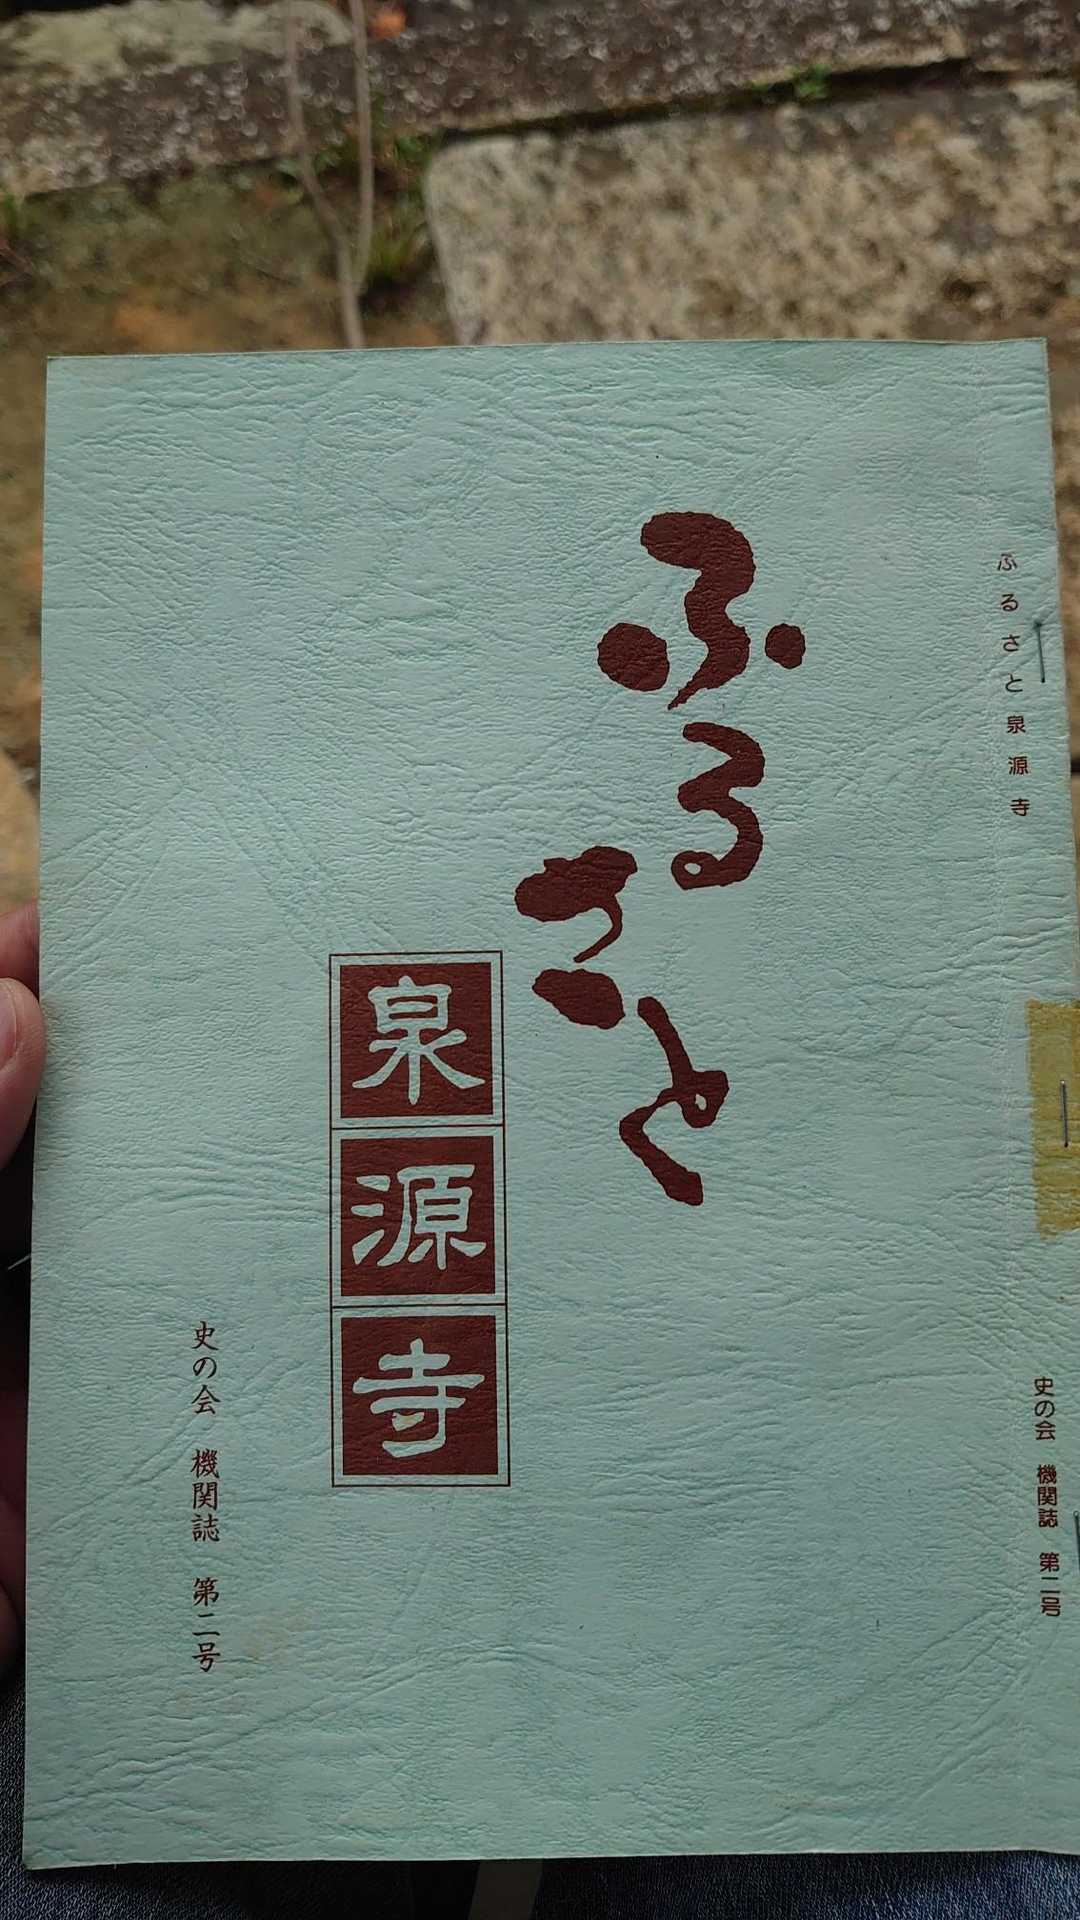 ふるさと泉源寺
史の会 機関誌 第二号
ふるさと
泉源寺
史の会 機関誌 第二号